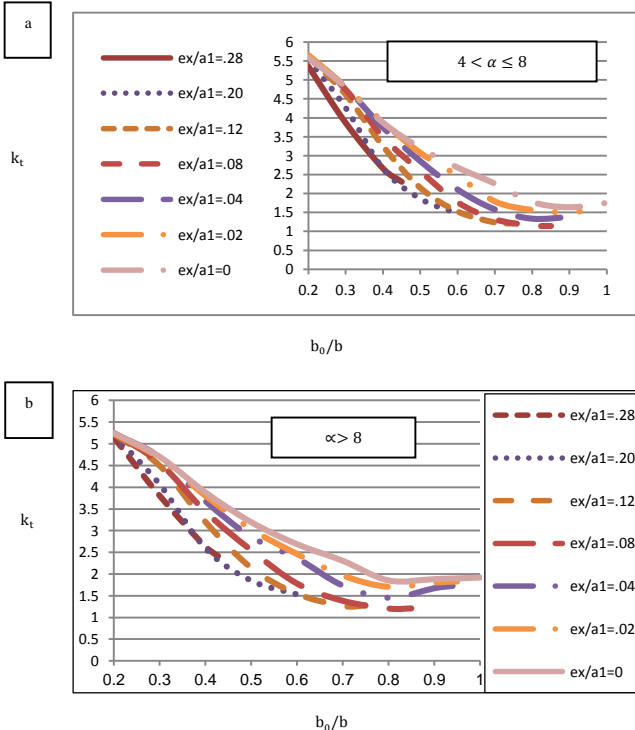 a
ex/a1=.28
ex/a1=.20
ex/a1=.12
ex/a1=.08
ex/a1=.04
ex/a1=.02
ex/a1=0
kt
6
5.5
5
4.5
4
3.5
3
2.5
2
1.5
1
0.5
0
4 < α ≤ 8
0.2 0.3 0.4 0.5 0.6 0.7 0.8 0.9 1
b₀/b
b
kt
6
5.5
5
4.5
4
3.5
3
2.5
2
1.5
1
0.5
0
∝> 8
0.2 0.3 0.4 0.5 0.6 0.7 0.8 0.9 1
ex/a1=.28
ex/a1=.20
ex/a1=.12
ex/a1=.08
ex/a1=.04
ex/a1=.02
ex/a1=0
b₀/b